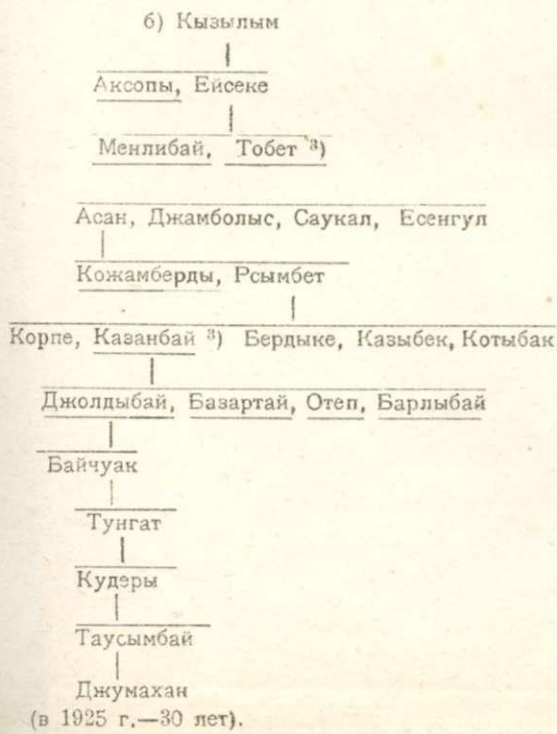 б) Кызылым
Аксопы, Ейсеке
Менлибай, Тобет ³)
Асан, Джамболыс, Саукал, Есенгул
Кожамберды, Рсымбет
Корпе, Казанбай ³) Бердыке, Казыбек, Котыбак
Джолдыбай, Базартай, Отеп, Барлыбай
Байчуак
Тунгат
Кудэры
Таусымбай
Джумахан
(в 1925 г.—30 лет).